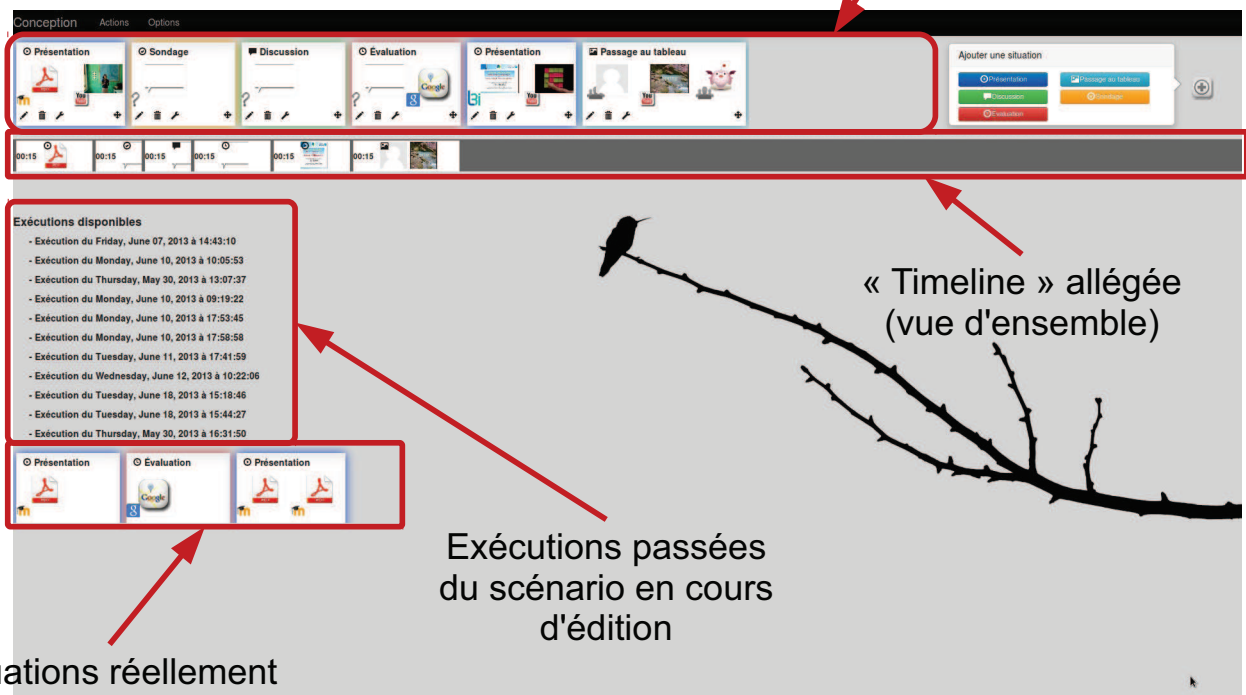 Conception Actions Options
Présentation Sondage Discussion Évaluation Présentation Passage au tableau
You Google You You
Ajouter une situation
Présentation Passage au tableau
Discussion Sondage
Évaluation
00:15 00:15 00:15 00:15 00:15 00:15
Exécutions disponibles
- Exécution du Friday, June 07, 2013 à 14:43:10
- Exécution du Monday, June 10, 2013 à 10:05:53
- Exécution du Thursday, May 30, 2013 à 13:07:37
- Exécution du Monday, June 10, 2013 à 09:19:22
- Exécution du Monday, June 10, 2013 à 17:53:45
- Exécution du Monday, June 10, 2013 à 17:58:58
- Exécution du Tuesday, June 11, 2013 à 17:41:59
- Exécution du Wednesday, June 12, 2013 à 10:22:06
- Exécution du Tuesday, June 18, 2013 à 15:18:46
- Exécution du Tuesday, June 18, 2013 à 15:44:27
- Exécution du Thursday, May 30, 2013 à 16:31:50
« Timeline » allégée
(vue d'ensemble)
Présentation Évaluation Présentation
Google
Exécutions passées
du scénario en cours
d'édition
uations réellement